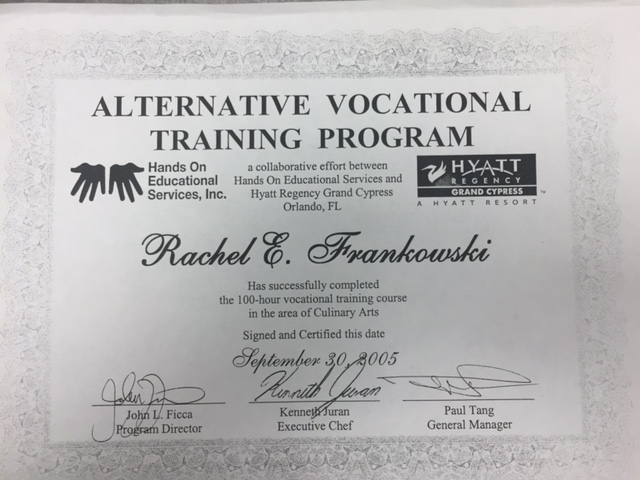 ALTERNATIVE VOCATIONAL
TRAINING PROGRAM
Hands On
Educational
Services, Inc.
a collaborative effort between
Hands On Educational Services and
Hyatt Regency Grand Cypress
Orlando, FL
HYATT
REGENCY
GRAND CYPRESS
TM
A HYATT RESORT
Rachel E. Frankowski
Has successfully completed
the 100-hour vocational training course
in the area of Culinary Arts
Signed and Certified this date
September 30, 2005
Kenneth Juran
John L. Ficca
Program Director
Kenneth Juran
Executive Chef
Paul Tang
General Manager